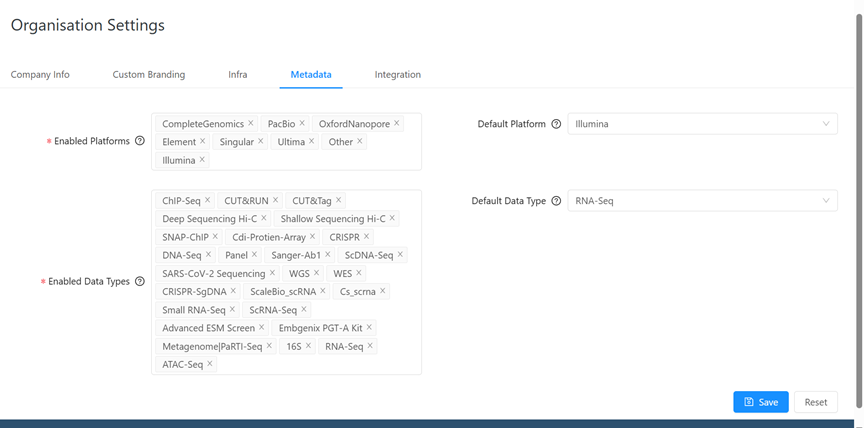 Organisation Settings
Company Info Custom Branding Infra Metadata Integration
* Enabled Platforms
CompleteGenomics × PacBio × OxfordNanopore ×
Element × Singular × Ultima × Other ×
Illumina ×
Default Platform Illumina
* Enabled Data Types
ChIP-Seq × CUT&RUN × CUT&Tag ×
Deep Sequencing Hi-C × Shallow Sequencing Hi-C ×
SNAP-ChIP × Cdi-Protien-Array × CRISPR ×
DNA-Seq × Panel × Sanger-Ab1 × ScDNA-Seq ×
SARS-CoV-2 Sequencing × WGS × WES ×
CRISPR-SgDNA × ScaleBio_scRNA × Cs_scrna ×
Small RNA-Seq × ScRNA-Seq ×
Advanced ESM Screen × Embgenix PGT-A Kit ×
Metagenome|PaRTI-Seq × 16S × RNA-Seq ×
ATAC-Seq ×
Default Data Type RNA-Seq
Save Reset